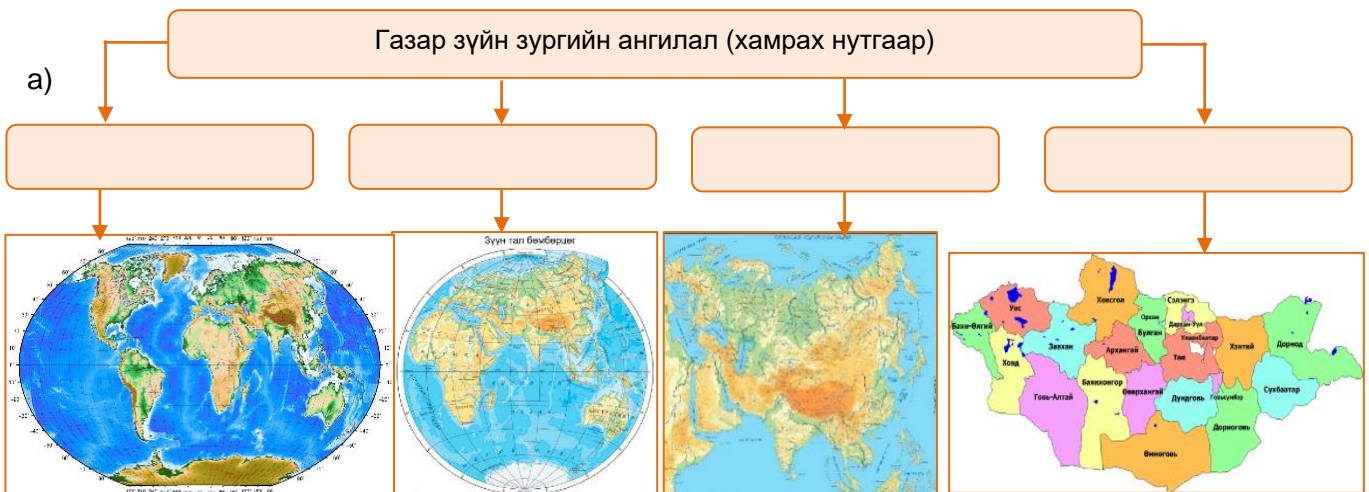 Газар зүйн зургийн ангилал (хамрах нутгаар)
а)
Зүүн тал бөмбөрцөг
Увс
Хөвсгөл
Сэлэнгэ
Баян-Өлгий
Орхон
Дархан-Уул
Булган
Улаанбаатар
Завхан
Архангай
Төв
Хэнтий
Дорнод
Ховд
Баянхонгор
Говь-Алтай
Өвөрхангай
Дундговь
Говьсүмбэр
Сүхбаатар
Дорноговь
Өмнөговь